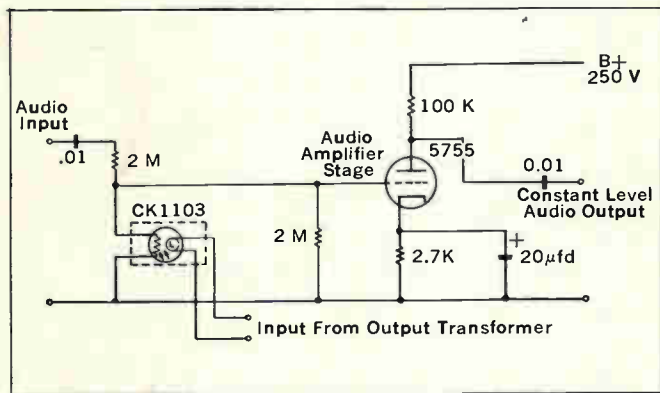 Audio
Input
.01
2 M
CK1103
2 M
Audio
Amplifier
Stage
100 K
5755
B+
250 V
0.01
Constant Level
Audio Output
2.7K
+
20μfd
Input From Output Transformer